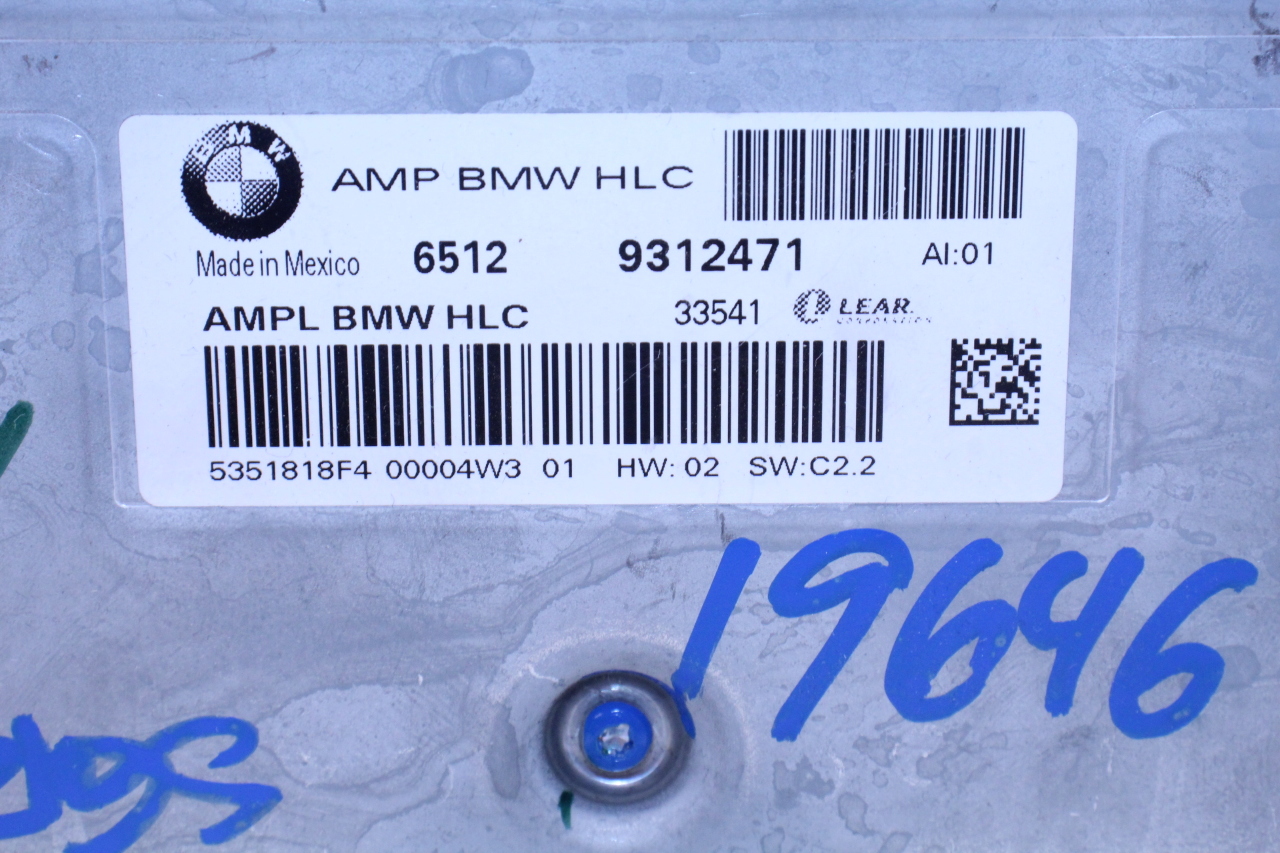 BMW
AMP BMW HLC
Made in Mexico 6512 9312471 AI:01
AMPL BMW HLC 33541 LEAR.
CORPORATION
5351818F4 00004W3 01 HW: 02 SW:C2.2
19646